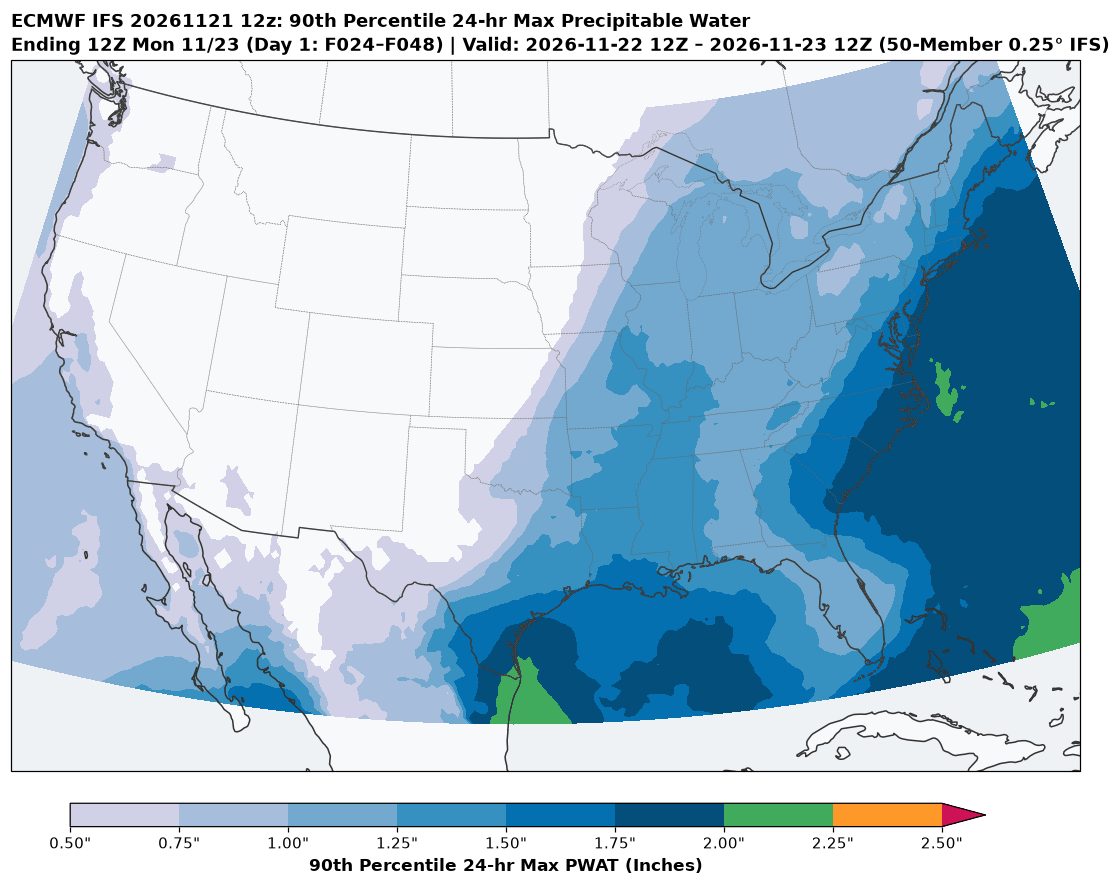 ECMWF IFS 20261121 12z: 90th Percentile 24-hr Max Precipitable Water
Ending 12Z Mon 11/23 (Day 1: F024–F048) | Valid: 2026-11-22 12Z – 2026-11-23 12Z (50-Member 0.25° IFS)
0.50" 0.75" 1.00" 1.25" 1.50" 1.75" 2.00" 2.25" 2.50"
90th Percentile 24-hr Max PWAT (Inches)